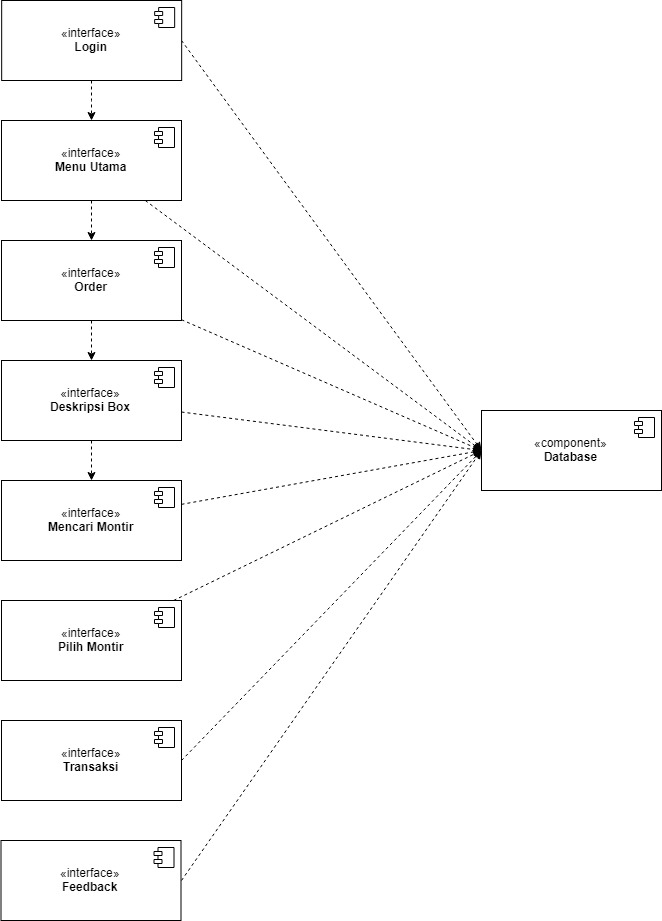 «interface»
Login
«interface»
Menu Utama
«interface»
Order
«interface»
Deskripsi Box
«interface»
Mencari Montir
«interface»
Pilih Montir
«interface»
Transaksi
«interface»
Feedback
«component»
Database